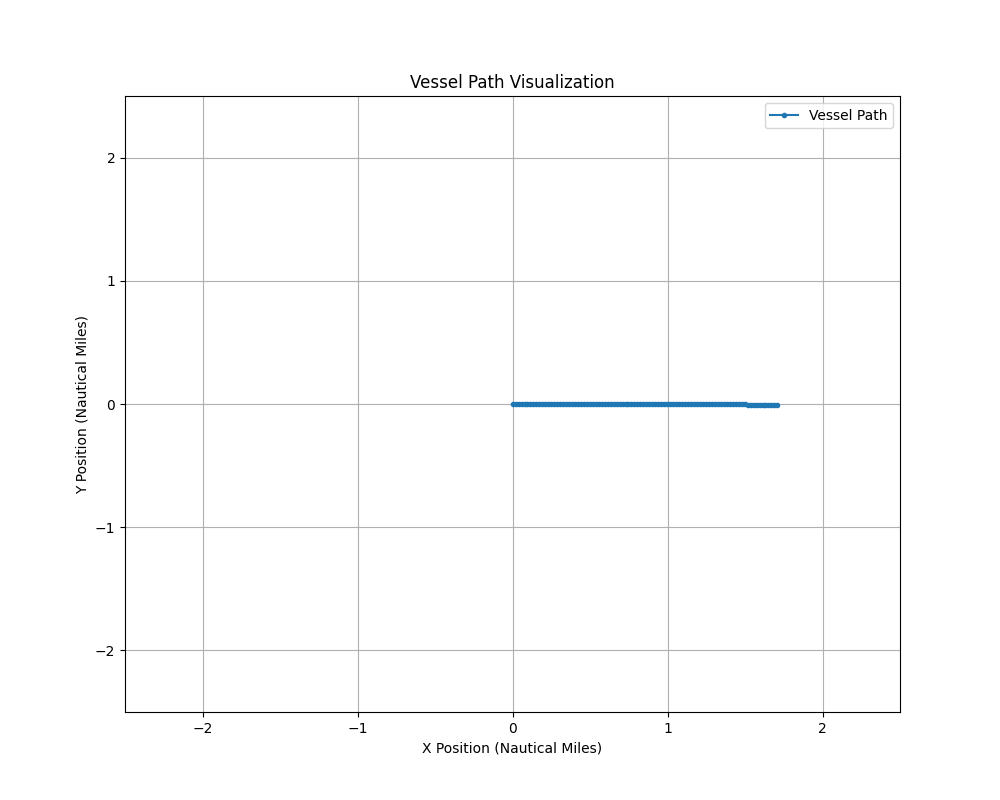 Vessel Path Visualization
Vessel Path
2
1
0
−1
−2
Y Position (Nautical Miles)
−2
−1
0
1
2
X Position (Nautical Miles)